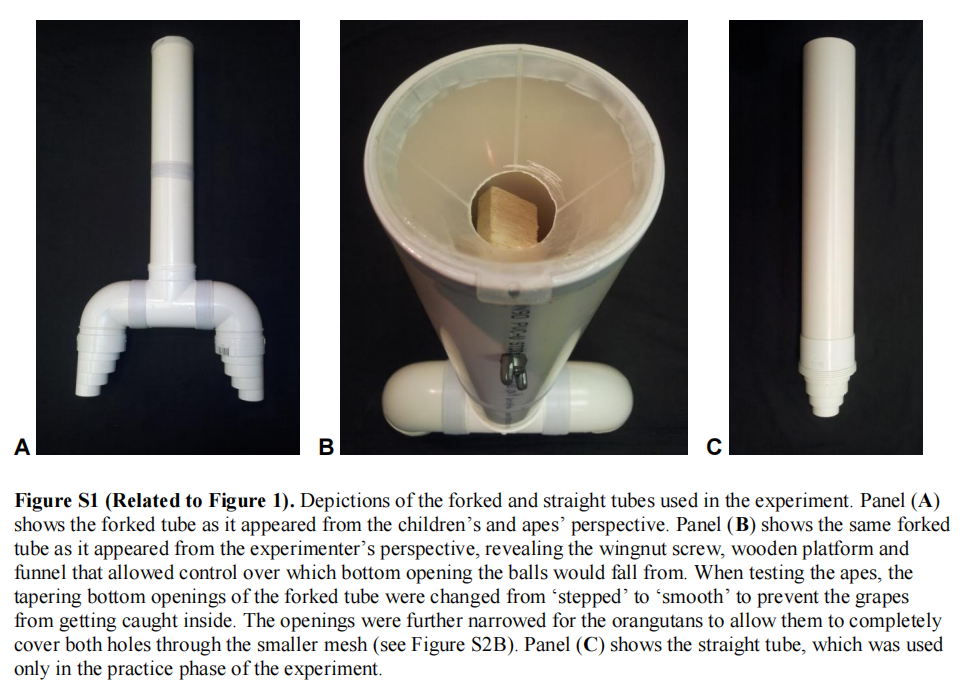 A
B
C
Figure S1 (Related to Figure 1). Depictions of the forked and straight tubes used in the experiment. Panel (A)
shows the forked tube as it appeared from the children's and apes' perspective. Panel (B) shows the same forked
tube as it appeared from the experimenter's perspective, revealing the wingnut screw, wooden platform and
funnel that allowed control over which bottom opening the balls would fall from. When testing the apes, the
tapering bottom openings of the forked tube were changed from ‘stepped’ to ‘smooth’ to prevent the grapes
from getting caught inside. The openings were further narrowed for the orangutans to allow them to completely
cover both holes through the smaller mesh (see Figure S2B). Panel (C) shows the straight tube, which was used
only in the practice phase of the experiment.